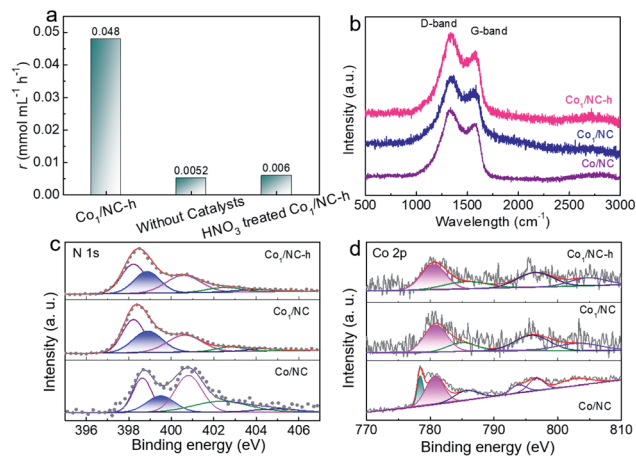 a
0.05
0.04
0.03
0.02
0.01
0.00
r (mmol mL⁻¹ h⁻¹)
0.048
0.0052
0.006
Co₁/NC-h
Without Catalysts
HNO₃ treated Co₁/NC-h
b
D-band
G-band
Intensity (a.u.)
Co₁/NC-h
Co₁/NC
Co/NC
500 1000 1500 2000 2500 3000
Wavelength (cm⁻¹)
c
N 1s
Co₁/NC-h
Co₁/NC
Co/NC
Intensity (a. u.)
396 398 400 402 404 406
Binding energy (eV)
d
Co 2p
Co₁/NC-h
Co₁/NC
Co/NC
Intensity (a. u.)
770 780 790 800 810
Binding energy (eV)